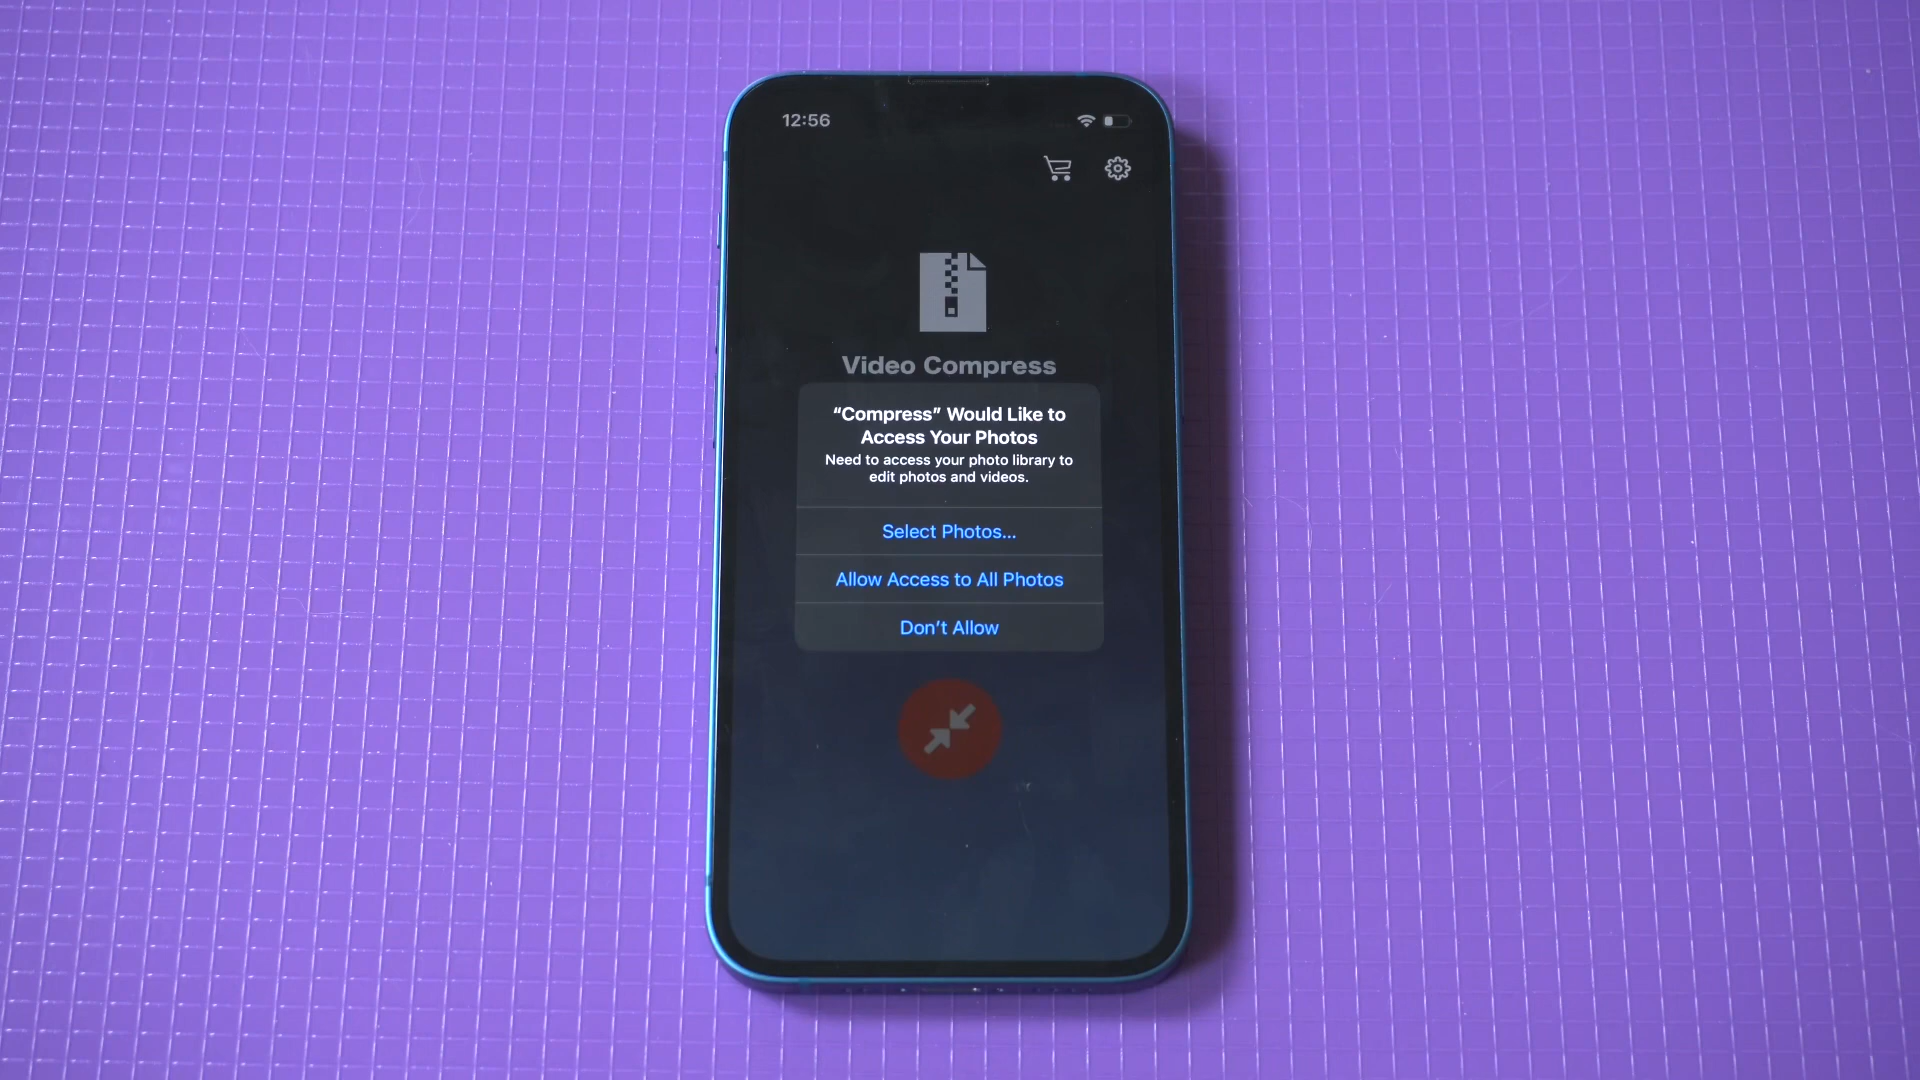 12:56
Video Compress
“Compress” Would Like to
Access Your Photos
Need to access your photo library to
edit photos and videos.
Select Photos...
Allow Access to All Photos
Don’t Allow